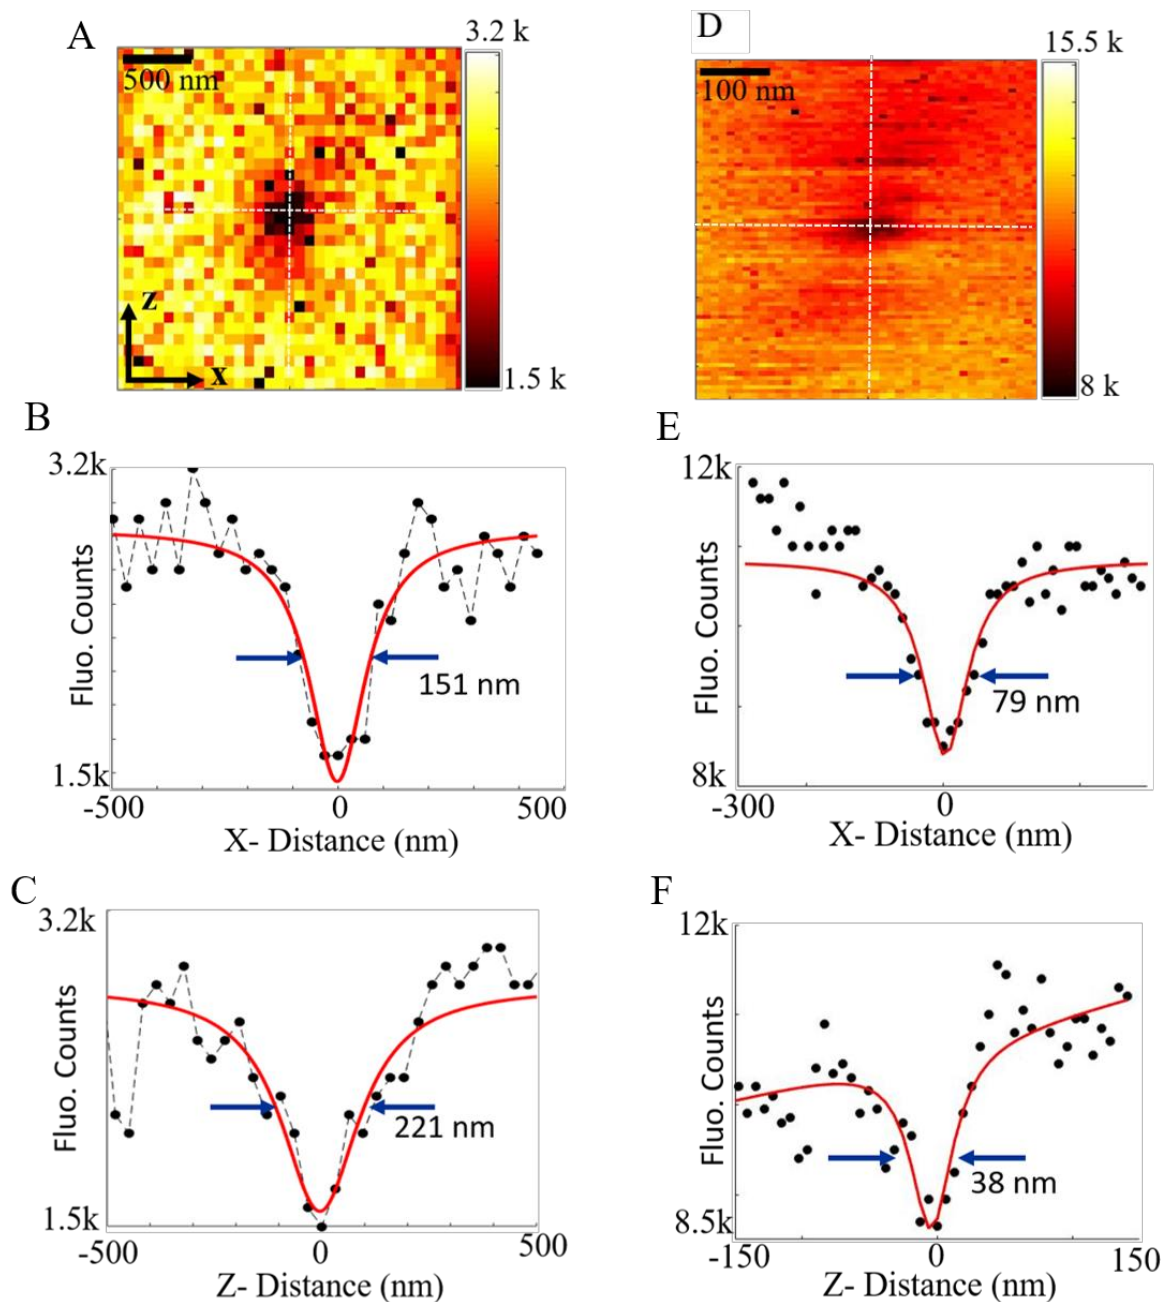 A
3.2 k
500 nm
z
x
1.5 k
B
3.2k
Fluo. Counts
151 nm
1.5k
-500
0
500
X- Distance (nm)
C
3.2k
Fluo. Counts
221 nm
1.5k
-500
0
500
Z- Distance (nm)
D
15.5 k
100 nm
8 k
E
12k
Fluo. Counts
79 nm
8k
-300
0
X- Distance (nm)
F
12k
Fluo. Counts
38 nm
8.5k
-150
0
150
Z- Distance (nm)